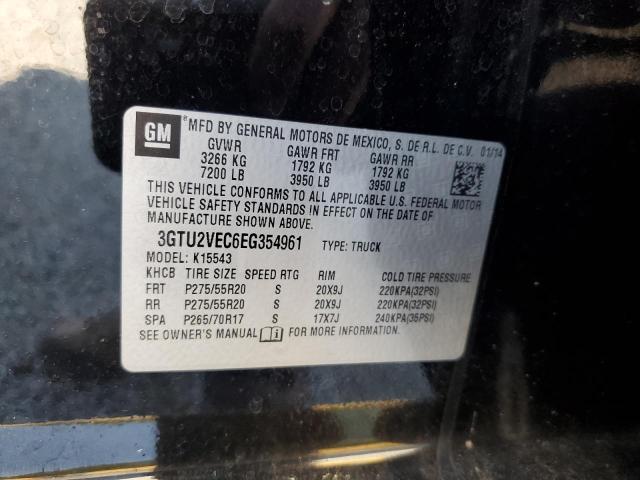 GM ® MFD BY GENERAL MOTORS DE MEXICO, S. DE R.L. DE C.V. 01/14
GVWR GAWR FRT GAWR RR
3266 KG 1792 KG 1792 KG
7200 LB 3950 LB 3950 LB
THIS VEHICLE CONFORMS TO ALL APPLICABLE U.S. FEDERAL MOTOR
VEHICLE SAFETY STANDARDS IN EFFECT ON THE DATE OF
MANUFACTURE SHOWN ABOVE.
3GTU2VEC6EG354961 TYPE: TRUCK
MODEL: K15543
KHCB TIRE SIZE SPEED RTG RIM COLD TIRE PRESSURE
FRT P275/55R20 S 20X9J 220KPA(32PSI)
RR P275/55R20 S 20X9J 220KPA(32PSI)
SPA P265/70R17 S 17X7J 240KPA(35PSI)
SEE OWNER'S MANUAL i FOR MORE INFORMATION